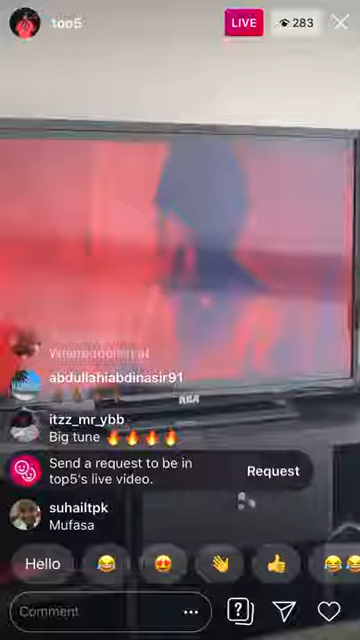 top5
LIVE
283
abdullahiabdinasir91
RCA
itzz_mr_ybb
Big tune 🔥🔥🔥🔥
Send a request to be in
top5's live video.
Request
suhailtpk
Mufasa
Hello
Comment